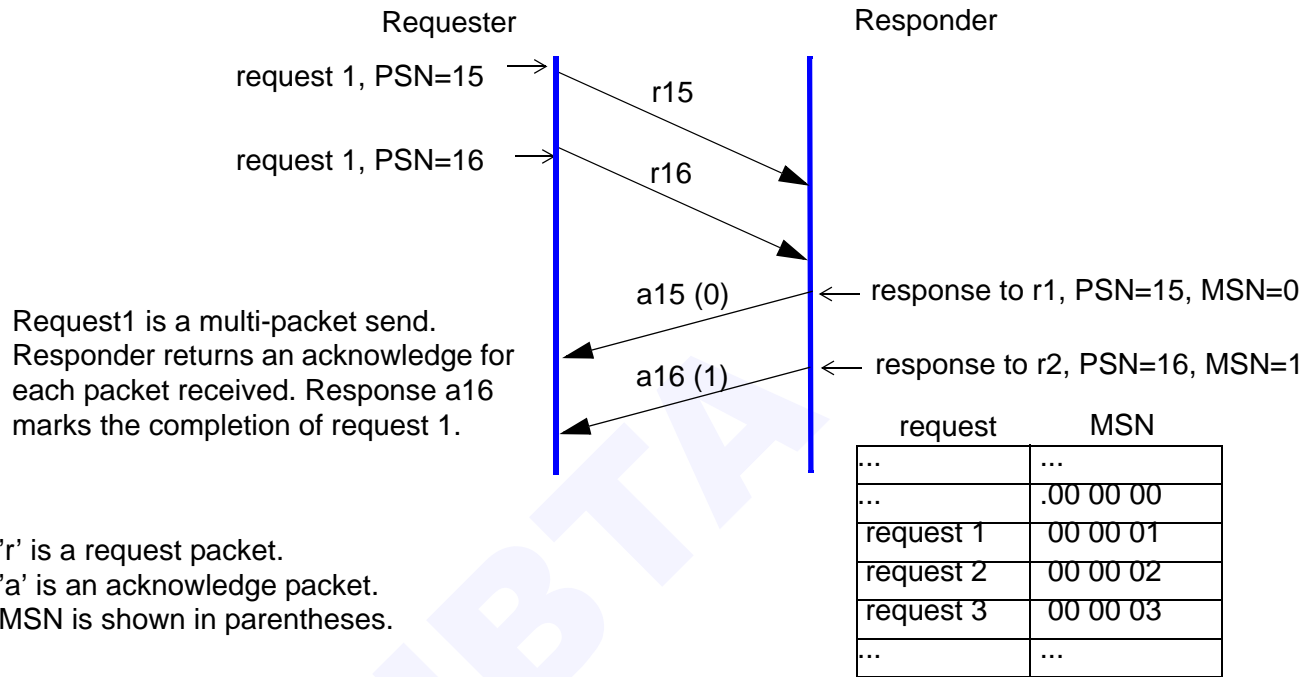 Requester
Responder
request 1, PSN=15
r15
request 1, PSN=16
r16
a15 (0)
response to r1, PSN=15, MSN=0
Request1 is a multi-packet send.
Responder returns an acknowledge for
each packet received. Response a16
marks the completion of request 1.
a16 (1)
response to r2, PSN=16, MSN=1
request MSN
... ...
... .00 00 00
request 1 00 00 01
request 2 00 00 02
request 3 00 00 03
... ...
’r’ is a request packet.
’a’ is an acknowledge packet.
MSN is shown in parentheses.
BTA